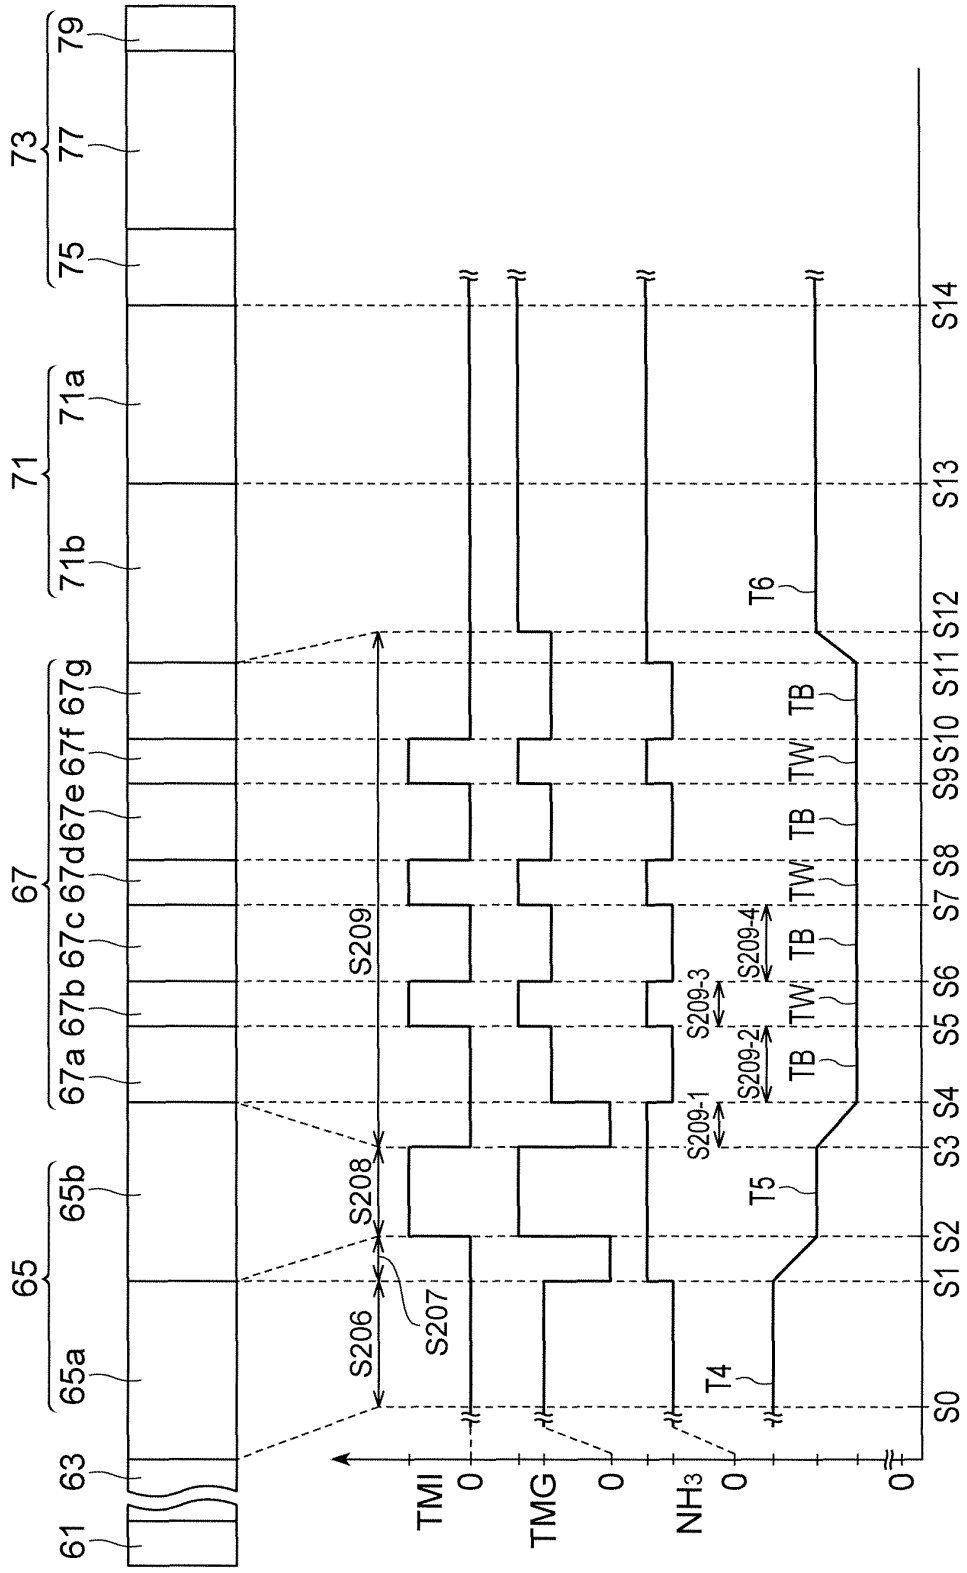 65 67 71 73
61 63 65a 65b 67a 67b 67c 67d 67e 67f 67g 71b 71a 75 77 79
S206 S208 S209
S207
TMI
0
TMG
0
NH3
0
S209-1 S209-3
S209-2 S209-4
T4 T5 TB TW TB TW TB TW TB T6
0
S0 S1 S2 S3 S4 S5 S6 S7 S8 S9 S10 S11 S12 S13 S14